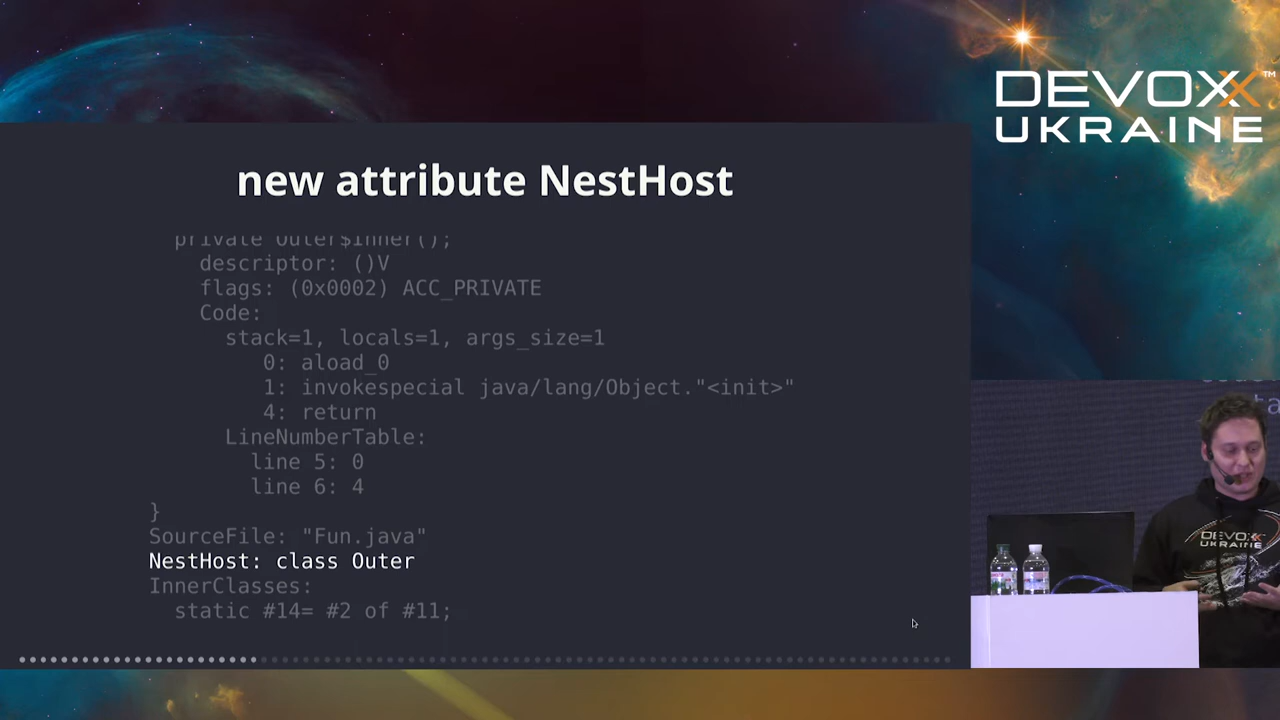 DEVOXX™
UKRAINE
new attribute NestHost
private Outer$Inner();
descriptor: ()V
flags: (0x0002) ACC_PRIVATE
Code:
stack=1, locals=1, args_size=1
0: aload_0
1: invokespecial java/lang/Object."<init>"
4: return
LineNumberTable:
line 5: 0
line 6: 4
}
SourceFile: "Fun.java"
NestHost: class Outer
InnerClasses:
static #14= #2 of #11;
DEVOXX
UKRAINE